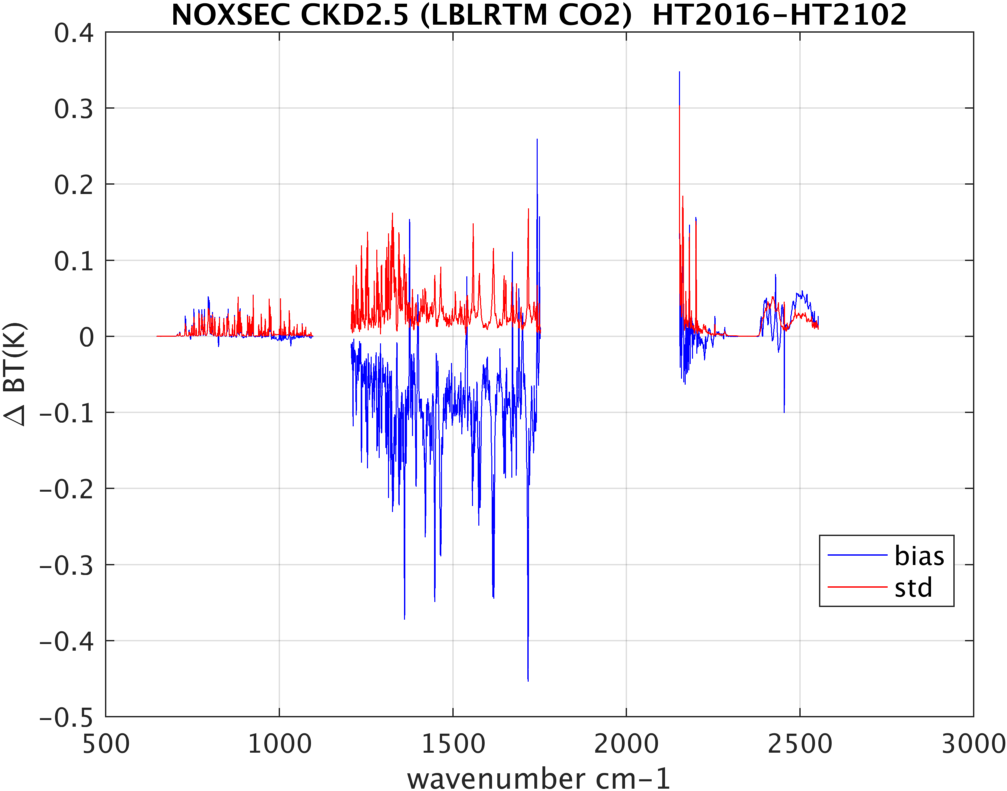 NOXSEC CKD2.5 (LBLRTM CO2)  HT2016-HT2102
0.4
0.3
0.2
0.1
0
-0.1
-0.2
-0.3
-0.4
-0.5
Δ BT(K)
bias
std
500 1000 1500 2000 2500 3000
wavenumber cm-1